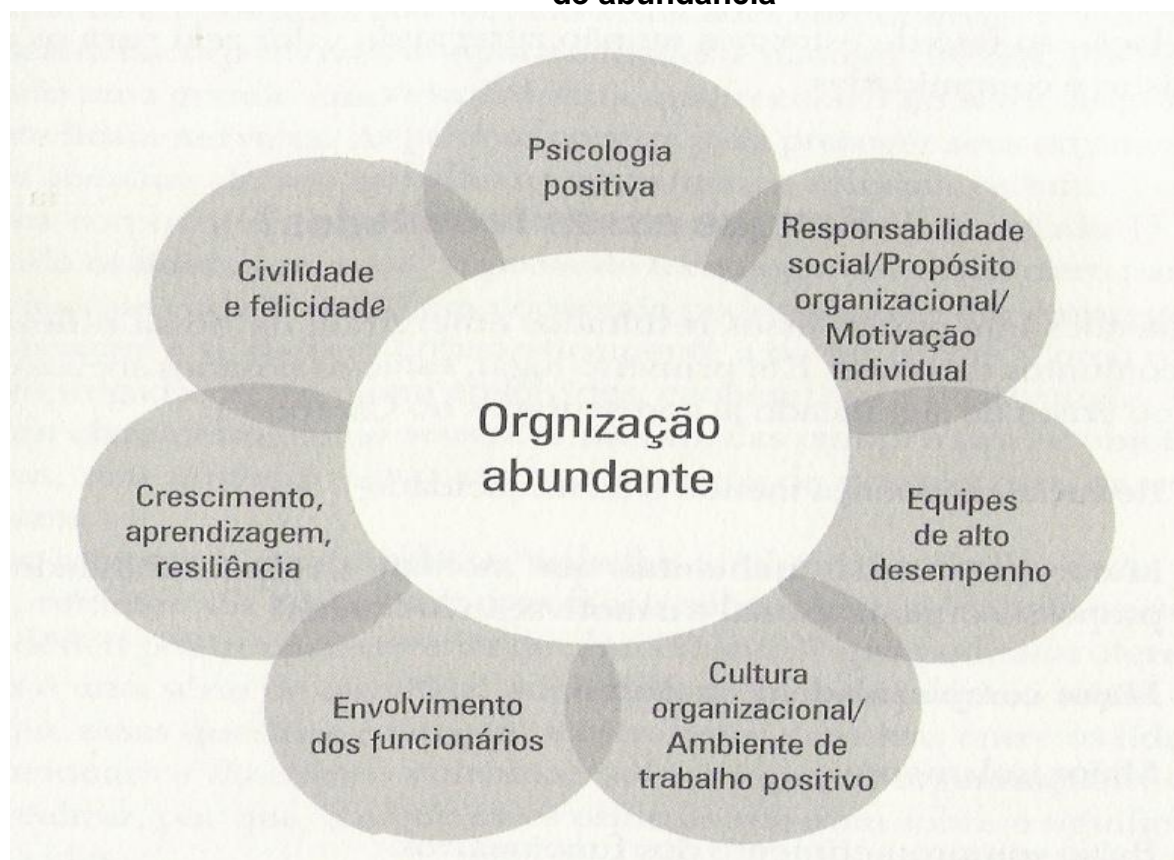 de abundância
Psicologia
positiva
Responsabilidade
social/Propósito
organizacional/
Motivação
individual
Civilidade
e felicidade
Orgnização
abundante
Crescimento,
aprendizagem,
resiliência
Equipes
de alto
desempenho
Envolvimento
dos funcionários
Cultura
organizacional/
Ambiente de
trabalho positivo